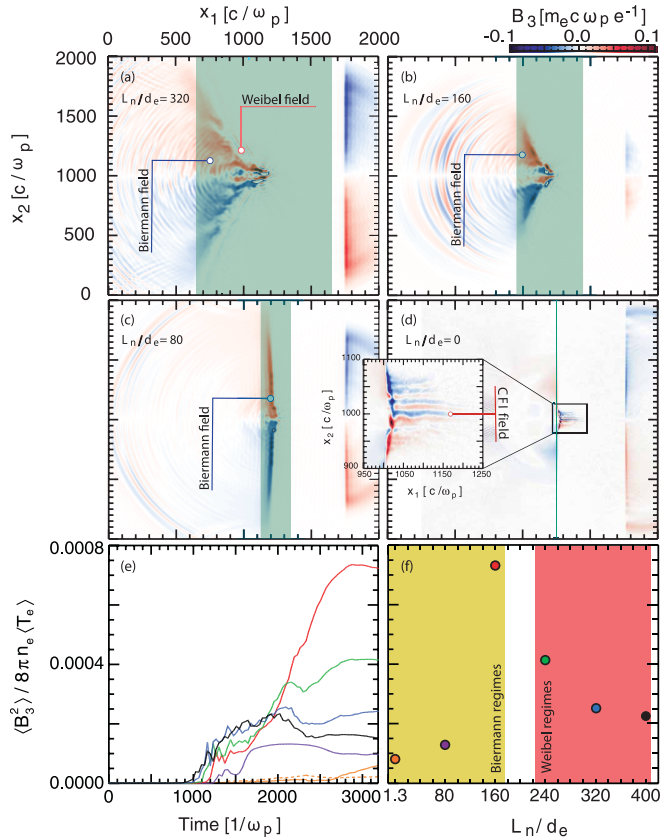 x1 [c / ωp]
B3 [me c ωp e-1]
0 500 1000 1500 2000
-0.1 0.0 0.1
2000
1500
1000
500
0
x2 [c / ωp]
(a)
Ln/de= 320
Weibel field
Biermann field
(b)
Ln/de= 160
Biermann field
(c)
Ln/de= 80
Biermann field
(d)
Ln/de=0
1100
1000
900
x2 [c/ωp]
950 1050 1150 1250
x1 [c/ωp]
CFI field
(e)
0.0008
0.0004
0.0000
⟨B3²⟩ / 8π ne ⟨Te⟩
0 1000 2000 3000
Time [1/ωp]
(f)
Biermann regimes
Weibel regimes
1.3 80 160 240 320 400
Ln/de